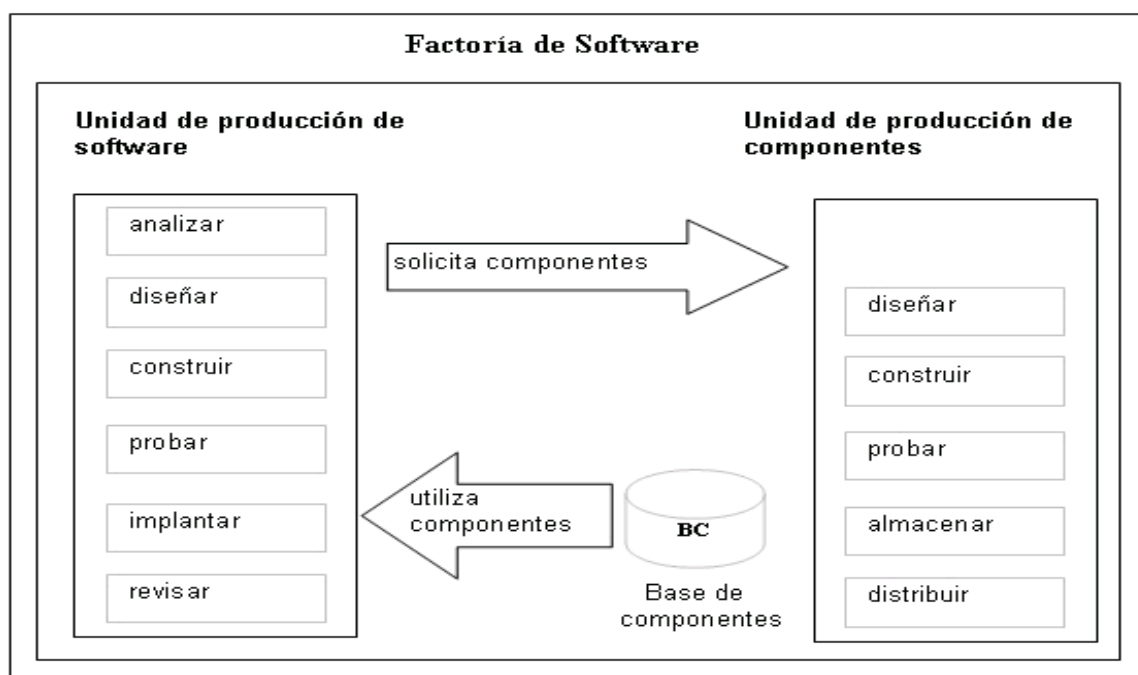 Factoría de Software
Unidad de producción de
software
analizar
diseñar
construir
probar
implantar
revisar
solicita componentes
utiliza
componentes
BC
Base de
componentes
Unidad de producción de
componentes
diseñar
construir
probar
almacenar
distribuir